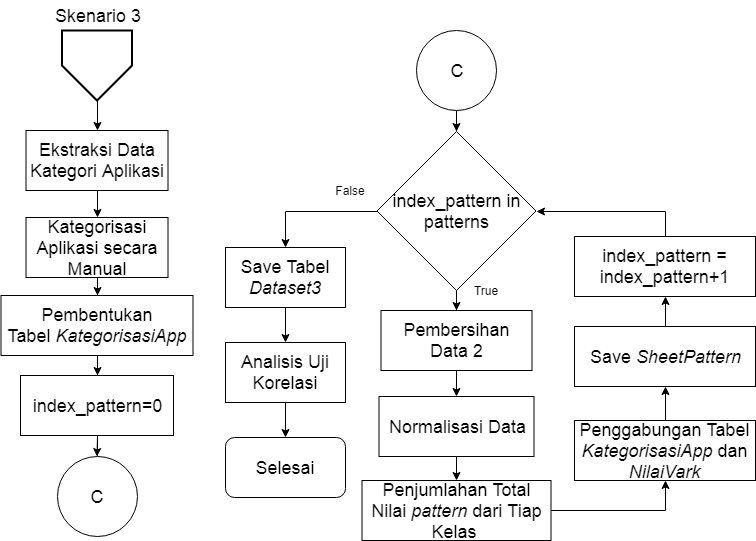 Skenario 3
Ekstraksi Data
Kategori Aplikasi
Kategorisasi
Aplikasi secara
Manual
Pembentukan
Tabel KategorisasiApp
index_pattern=0
C
C
index_pattern in
patterns
False
True
Save Tabel
Dataset3
Analisis Uji
Korelasi
Selesai
Pembersihan
Data 2
Normalisasi Data
Penjumlahan Total
Nilai pattern dari Tiap
Kelas
Penggabungan Tabel
KategorisasiApp dan
NilaiVark
Save SheetPattern
index_pattern =
index_pattern+1